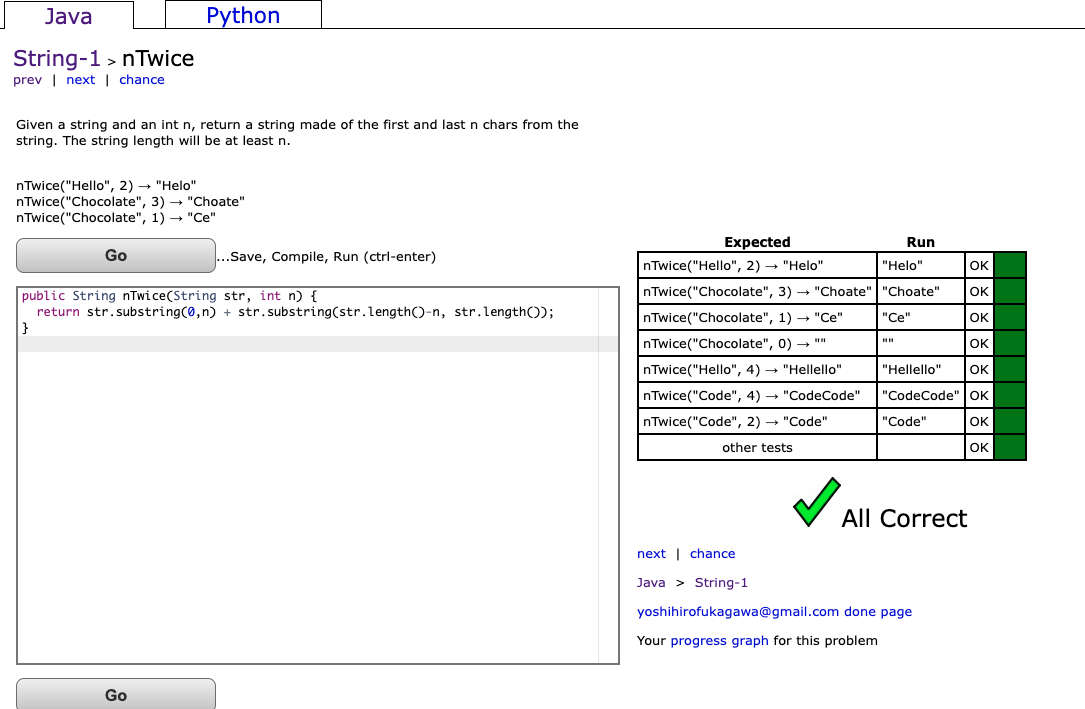 Java Python
String-1 > nTwice
prev | next | chance
Given a string and an int n, return a string made of the first and last n chars from the
string. The string length will be at least n.
nTwice("Hello", 2) → "Helo"
nTwice("Chocolate", 3) → "Choate"
nTwice("Chocolate", 1) → "Ce"
Go ...Save, Compile, Run (ctrl-enter)
public String nTwice(String str, int n) {
  return str.substring(0,n) + str.substring(str.length()-n, str.length());
}
Go
Expected Run
nTwice("Hello", 2) → "Helo" "Helo" OK
nTwice("Chocolate", 3) → "Choate" "Choate" OK
nTwice("Chocolate", 1) → "Ce" "Ce" OK
nTwice("Chocolate", 0) → "" "" OK
nTwice("Hello", 4) → "Hellello" "Hellello" OK
nTwice("Code", 4) → "CodeCode" "CodeCode" OK
nTwice("Code", 2) → "Code" "Code" OK
other tests OK
All Correct
next | chance
Java > String-1
yoshihirofukagawa@gmail.com done page
Your progress graph for this problem